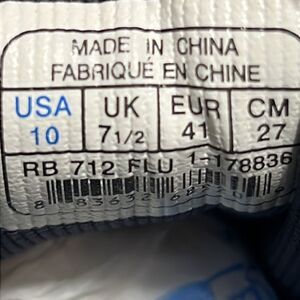 MADE IN CHINA
FABRIQUÉ EN CHINE
USA UK EUR CM
10 7 1/2 41 27
RB 712 FLU 1-178836